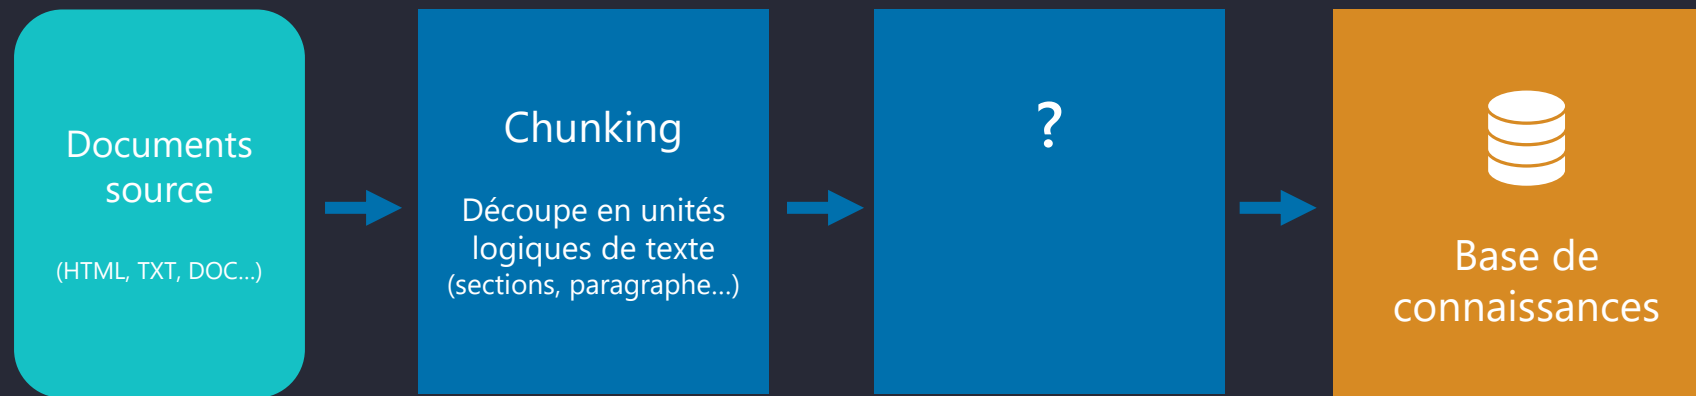 Documents
source
(HTML, TXT, DOC...)
Chunking
Découpe en unités
logiques de texte
(sections, paragraphe...)
?
Base de
connaissances